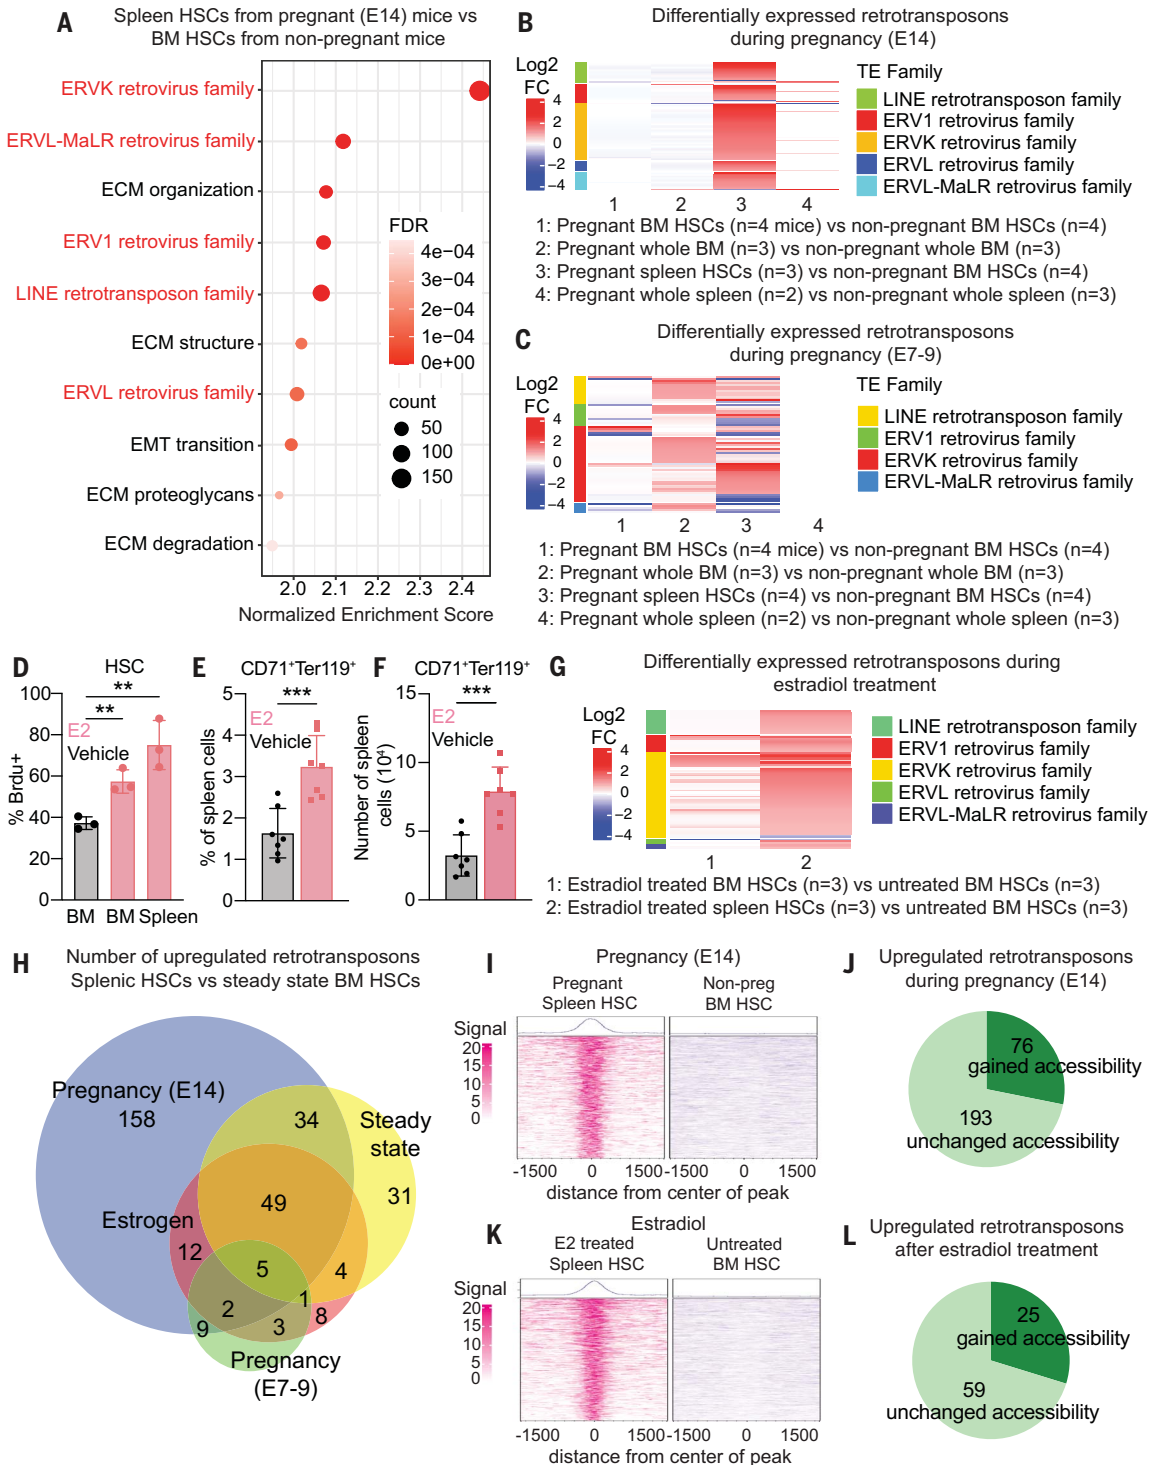 A
Spleen HSCs from pregnant (E14) mice vs
BM HSCs from non-pregnant mice
ERVK retrovirus family
ERVL-MaLR retrovirus family
ECM organization
ERV1 retrovirus family
LINE retrotransposon family
ECM structure
ERVL retrovirus family
EMT transition
ECM proteoglycans
ECM degradation
FDR
4e−04
3e−04
2e−04
1e−04
0e+00
count
50
100
150
2.0 2.1 2.2 2.3 2.4
Normalized Enrichment Score
B
Differentially expressed retrotransposons
during pregnancy (E14)
Log2
FC
4
2
0
−2
−4
1 2 3 4
TE Family
LINE retrotransposon family
ERV1 retrovirus family
ERVK retrovirus family
ERVL retrovirus family
ERVL-MaLR retrovirus family
1: Pregnant BM HSCs (n=4 mice) vs non-pregnant BM HSCs (n=4)
2: Pregnant whole BM (n=3) vs non-pregnant whole BM (n=3)
3: Pregnant spleen HSCs (n=3) vs non-pregnant BM HSCs (n=4)
4: Pregnant whole spleen (n=2) vs non-pregnant whole spleen (n=3)
C
Differentially expressed retrotransposons
during pregnancy (E7-9)
Log2
FC
4
2
0
−2
−4
1 2 3 4
TE Family
LINE retrotransposon family
ERV1 retrovirus family
ERVK retrovirus family
ERVL-MaLR retrovirus family
1: Pregnant BM HSCs (n=4 mice) vs non-pregnant BM HSCs (n=4)
2: Pregnant whole BM (n=3) vs non-pregnant whole BM (n=3)
3: Pregnant spleen HSCs (n=4) vs non-pregnant BM HSCs (n=4)
4: Pregnant whole spleen (n=2) vs non-pregnant whole spleen (n=3)
D
HSC
**
**
E2
Vehicle
% Brdu+
100
80
60
40
20
0
BM BM Spleen
E
CD71+Ter119+
***
E2
Vehicle
% of spleen cells
5
4
3
2
1
0
F
CD71+Ter119+
***
E2
Vehicle
Number of spleen
cells (10⁴)
15
10
5
0
G
Differentially expressed retrotransposons during
estradiol treatment
Log2
FC
4
2
0
−2
−4
1 2
LINE retrotransposon family
ERV1 retrovirus family
ERVK retrovirus family
ERVL retrovirus family
ERVL-MaLR retrovirus family
1: Estradiol treated BM HSCs (n=3) vs untreated BM HSCs (n=3)
2: Estradiol treated spleen HSCs (n=3) vs untreated BM HSCs (n=3)
H
Number of upregulated retrotransposons
Splenic HSCs vs steady state BM HSCs
Pregnancy (E14)
158
34
Steady
state
31
49
Estrogen
12
5
4
2
1
8
9
3
Pregnancy
(E7-9)
I
Pregnancy (E14)
Pregnant
Spleen HSC
Non-preg
BM HSC
Signal
20
15
10
5
0
-1500 0 1500 -1500 0 1500
distance from center of peak
J
Upregulated retrotransposons
during pregnancy (E14)
76
gained accessibility
193
unchanged accessibility
K
Estradiol
E2 treated
Spleen HSC
Untreated
BM HSC
Signal
20
15
10
5
0
-1500 0 1500 -1500 0 1500
distance from center of peak
L
Upregulated retrotransposons
after estradiol treatment
25
gained accessibility
59
unchanged accessibility